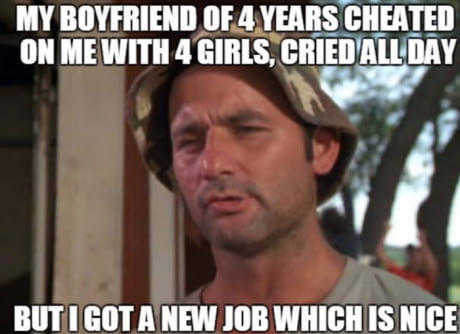 MY BOYFRIEND OF 4 YEARS CHEATED
ON ME WITH 4 GIRLS, CRIED ALL DAY
BUT I GOT A NEW JOB WHICH IS NICE